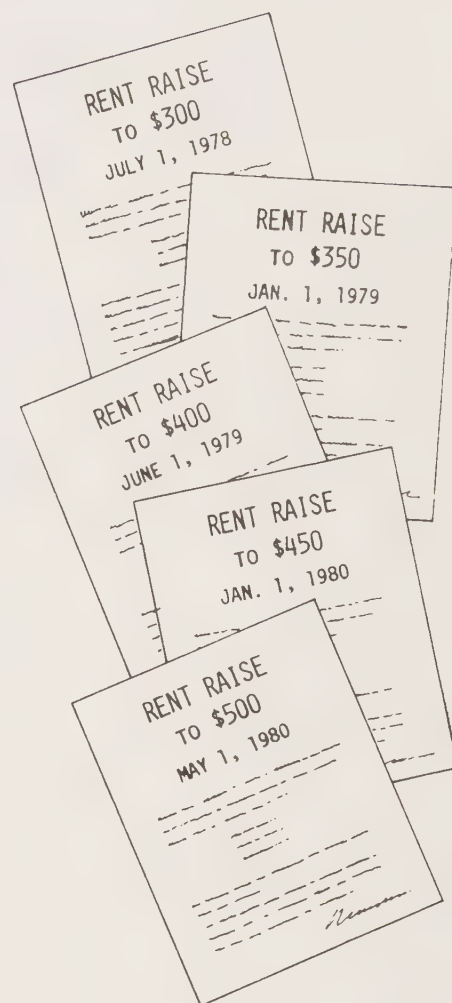 RENT RAISE
TO $300
JULY 1, 1978
RENT RAISE
TO $350
JAN. 1, 1979
RENT RAISE
TO $400
JUNE 1, 1979
RENT RAISE
TO $450
JAN. 1, 1980
RENT RAISE
TO $500
MAY 1, 1980